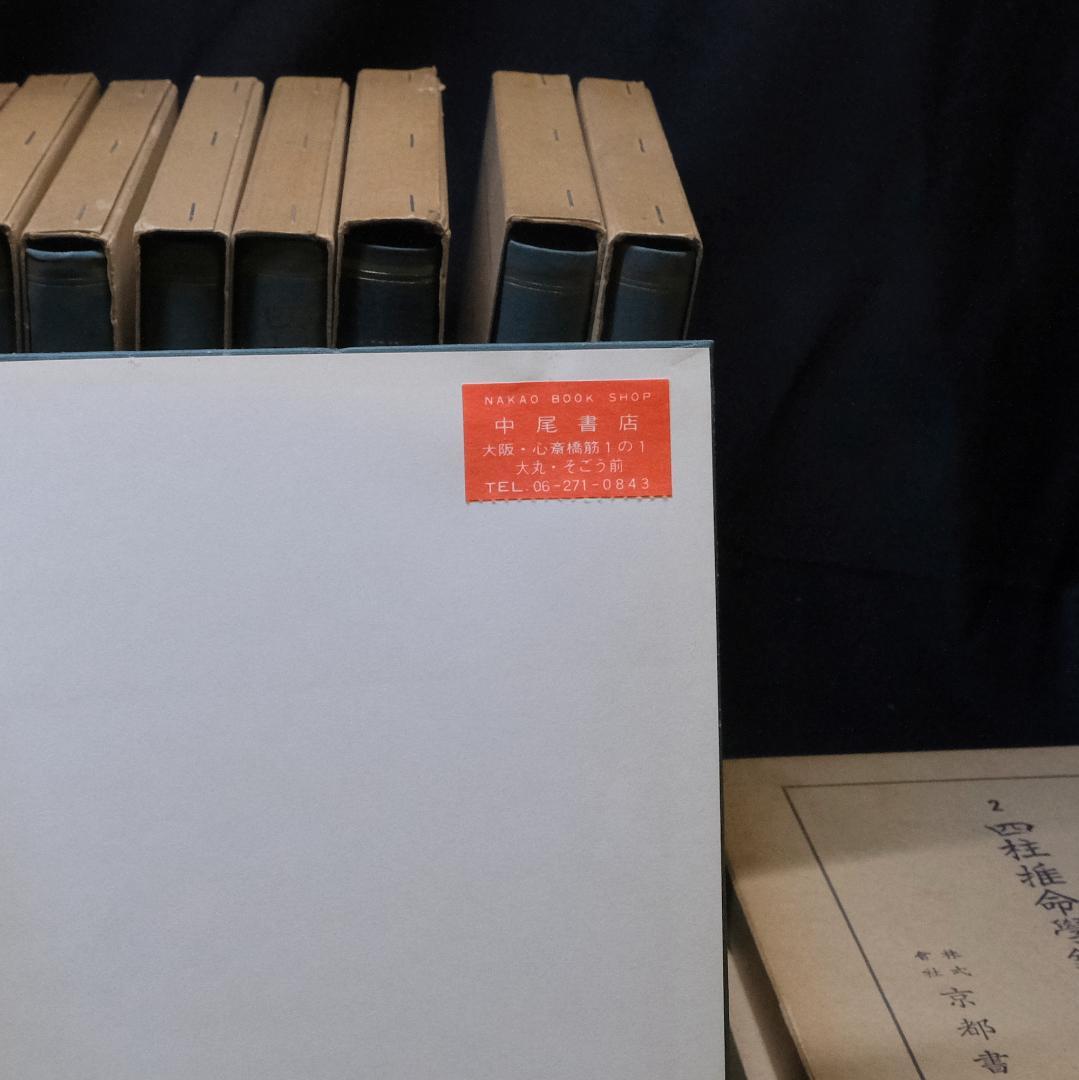 NAKAO BOOK SHOP
中尾書店
大阪・心斎橋筋1の1
大丸・そごう前
TEL. 06-271-0843
2
四柱推命學
株式會社
京都書